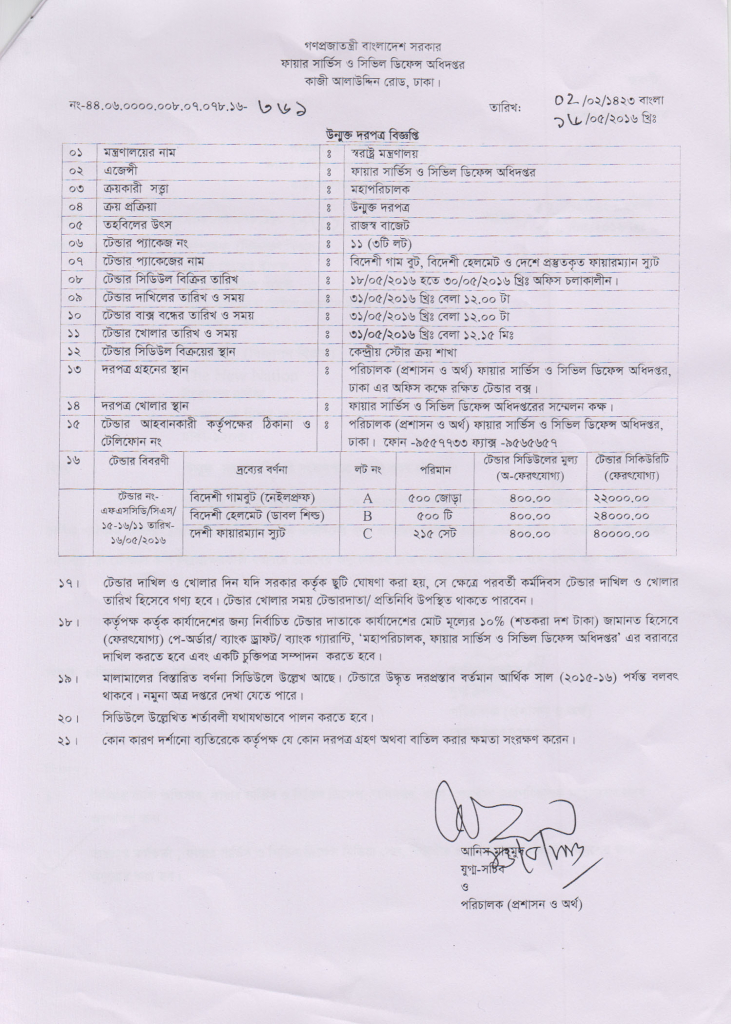 গণপ্রজাতন্ত্রী বাংলাদেশ সরকার
ফায়ার সার্ভিস ও সিভিল ডিফেন্স অধিদপ্তর
কাজী আলাউদ্দিন রোড, ঢাকা।
নং-৪৪.০৬.০০০০.০০৮.০৭.০৭৮.১৬- ৩৬১ তারিখ: ০২/০২/১৪২৩ বাংলা
১৬/০৫/২০১৬ খ্রিঃ
উন্মুক্ত দরপত্র বিজ্ঞপ্তি
০১ মন্ত্রণালয়ের নাম ঃ স্বরাষ্ট্র মন্ত্রণালয়
০২ এজেন্সী ঃ ফায়ার সার্ভিস ও সিভিল ডিফেন্স অধিদপ্তর
০৩ ক্রয়কারী সত্ত্বা ঃ মহাপরিচালক
০৪ ক্রয় প্রক্রিয়া ঃ উন্মুক্ত দরপত্র
০৫ তহবিলের উৎস ঃ রাজস্ব বাজেট
০৬ টেন্ডার প্যাকেজ নং ঃ ১১ (৩টি লট)
০৭ টেন্ডার প্যাকেজের নাম ঃ বিদেশী গাম বুট, বিদেশী হেলমেট ও দেশে প্রস্তুতকৃত ফায়ারম্যান স্যুট
০৮ টেন্ডার সিডিউল বিক্রির তারিখ ঃ ১৮/০৫/২০১৬ হতে ৩০/০৫/২০১৬ খ্রিঃ অফিস চলাকালীন।
০৯ টেন্ডার দাখিলের তারিখ ও সময় ঃ ৩১/০৫/২০১৬ খ্রিঃ বেলা ১২.০০ টা
১০ টেন্ডার বাক্স বন্ধের তারিখ ও সময় ঃ ৩১/০৫/২০১৬ খ্রিঃ বেলা ১২.০০ টা
১১ টেন্ডার খোলার তারিখ ও সময় ঃ ৩১/০৫/২০১৬ খ্রিঃ বেলা ১২.১৫ মিঃ
১২ টেন্ডার সিডিউল বিক্রয়ের স্থান ঃ কেন্দ্রীয় স্টোর ক্রয় শাখা
১৩ দরপত্র গ্রহনের স্থান ঃ পরিচালক (প্রশাসন ও অর্থ) ফায়ার সার্ভিস ও সিভিল ডিফেন্স অধিদপ্তর,
ঢাকা এর অফিস কক্ষে রক্ষিত টেন্ডার বক্স।
১৪ দরপত্র খোলার স্থান ঃ ফায়ার সার্ভিস ও সিভিল ডিফেন্স অধিদপ্তরের সম্মেলন কক্ষ।
১৫ টেন্ডার আহবানকারী কর্তৃপক্ষের ঠিকানা ও ঃ পরিচালক (প্রশাসন ও অর্থ) ফায়ার সার্ভিস ও সিভিল ডিফেন্স অধিদপ্তর,
টেলিফোন নং ঢাকা। ফোন -৯৫৫৭৭৩৩ ফ্যাক্স -৯৫৬৫৬৫৭
১৬ টেন্ডার বিবরণী দ্রব্যের বর্ণনা লট নং পরিমান টেন্ডার সিডিউলের মুল্য টেন্ডার সিকিউরিটি
(অ-ফেরৎযোগ্য) (ফেরৎযোগ্য)
টেন্ডার নং- বিদেশী গামবুট (নেইলপ্রুফ) A ৫০০ জোড়া ৪০০.০০ ২২০০০.০০
এফএসসিডি/সিএস/ বিদেশী হেলমেট (ডাবল শিল্ড) B ৫০০ টি ৪০০.০০ ২৪০০০.০০
১৫-১৬/১১ তারিখ- দেশী ফায়ারম্যান স্যুট C ২১৫ সেট ৪০০.০০ ৪০০০০.০০
১৬/০৫/২০১৬
১৭। টেন্ডার দাখিল ও খোলার দিন যদি সরকার কর্তৃক ছুটি ঘোষণা করা হয়, সে ক্ষেত্রে পরবর্তী কর্মদিবস টেন্ডার দাখিল ও খোলার
তারিখ হিসেবে গণ্য হবে। টেন্ডার খোলার সময় টেন্ডারদাতা/ প্রতিনিধি উপস্থিত থাকতে পারবেন।
১৮। কর্তৃপক্ষ কর্তৃক কার্যাদেশের জন্য নির্বাচিত টেন্ডার দাতাকে কার্যাদেশের মোট মূল্যের ১০% (শতকরা দশ টাকা) জামানত হিসেবে
(ফেরৎযোগ্য) পে-অর্ডার/ ব্যাংক ড্রাফট/ ব্যাংক গ্যারান্টি, ‘মহাপরিচালক, ফায়ার সার্ভিস ও সিভিল ডিফেন্স অধিদপ্তর’ এর বরাবরে
দাখিল করতে হবে এবং একটি চুক্তিপত্র সম্পাদন করতে হবে।
১৯। মালামালের বিস্তারিত বর্ণনা সিডিউলে উল্লেখ আছে। টেন্ডারে উদ্ধৃত দরপ্রস্তাব বর্তমান আর্থিক সাল (২০১৫-১৬) পর্যন্ত বলবৎ
থাকবে। নমুনা অত্র দপ্তরে দেখা যেতে পারে।
২০। সিডিউলে উল্লেখিত শর্তাবলী যথাযথভাবে পালন করতে হবে।
২১। কোন কারণ দর্শানো ব্যতিরেকে কর্তৃপক্ষ যে কোন দরপত্র গ্রহণ অথবা বাতিল করার ক্ষমতা সংরক্ষণ করেন।
আনিস মাহমুদ
যুগ্ম-সচিব
ও
পরিচালক (প্রশাসন ও অর্থ)